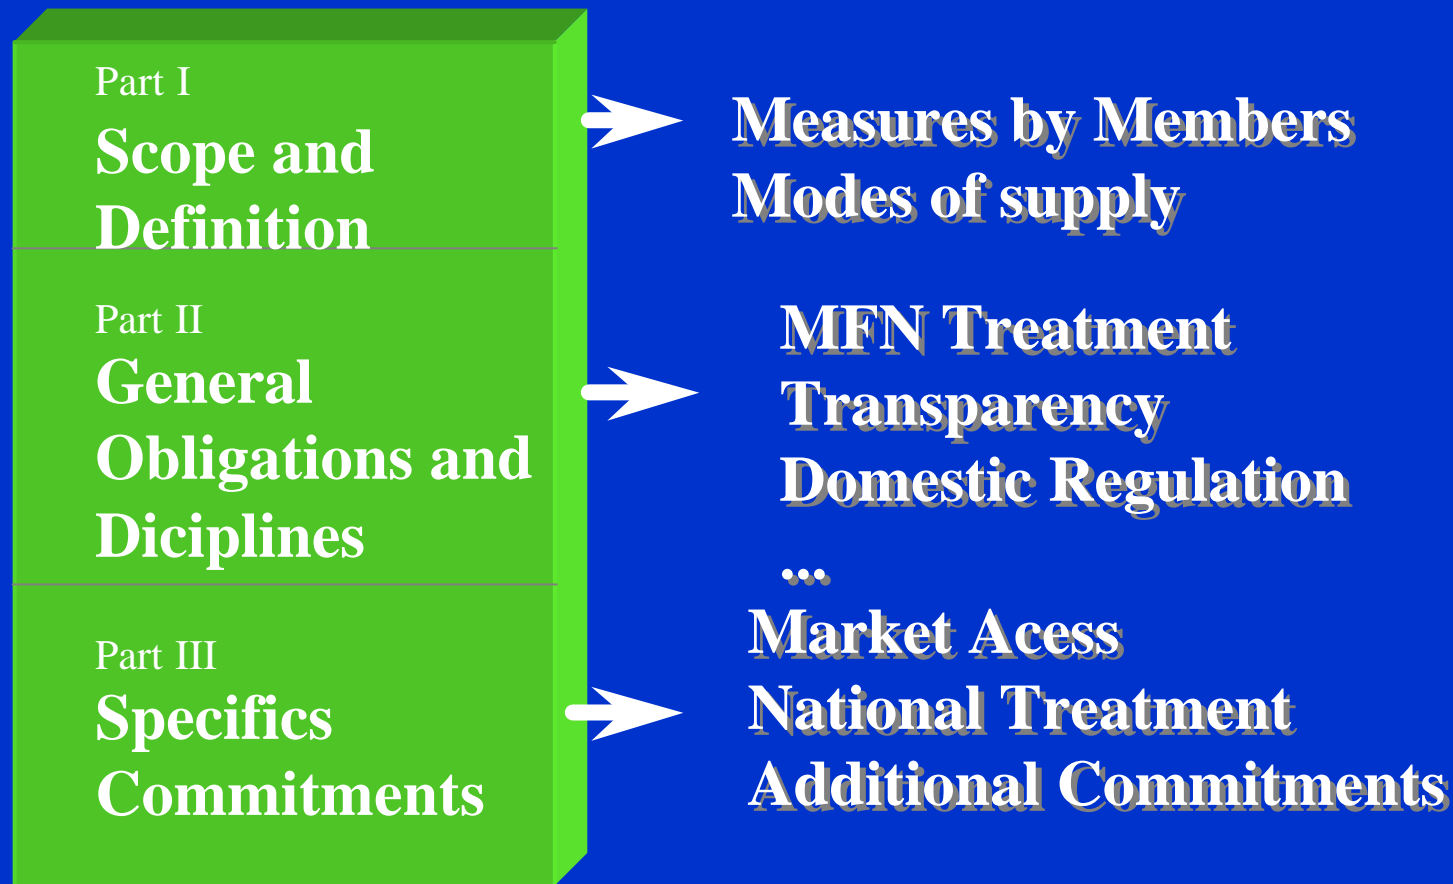 Part I
Scope and
Definition
Measures by Members
Modes of supply
Part II
General
Obligations and
Diciplines
MFN Treatment
Transparency
Domestic Regulation
...
Part III
Specifics
Commitments
Market Acess
National Treatment
Additional Commitments